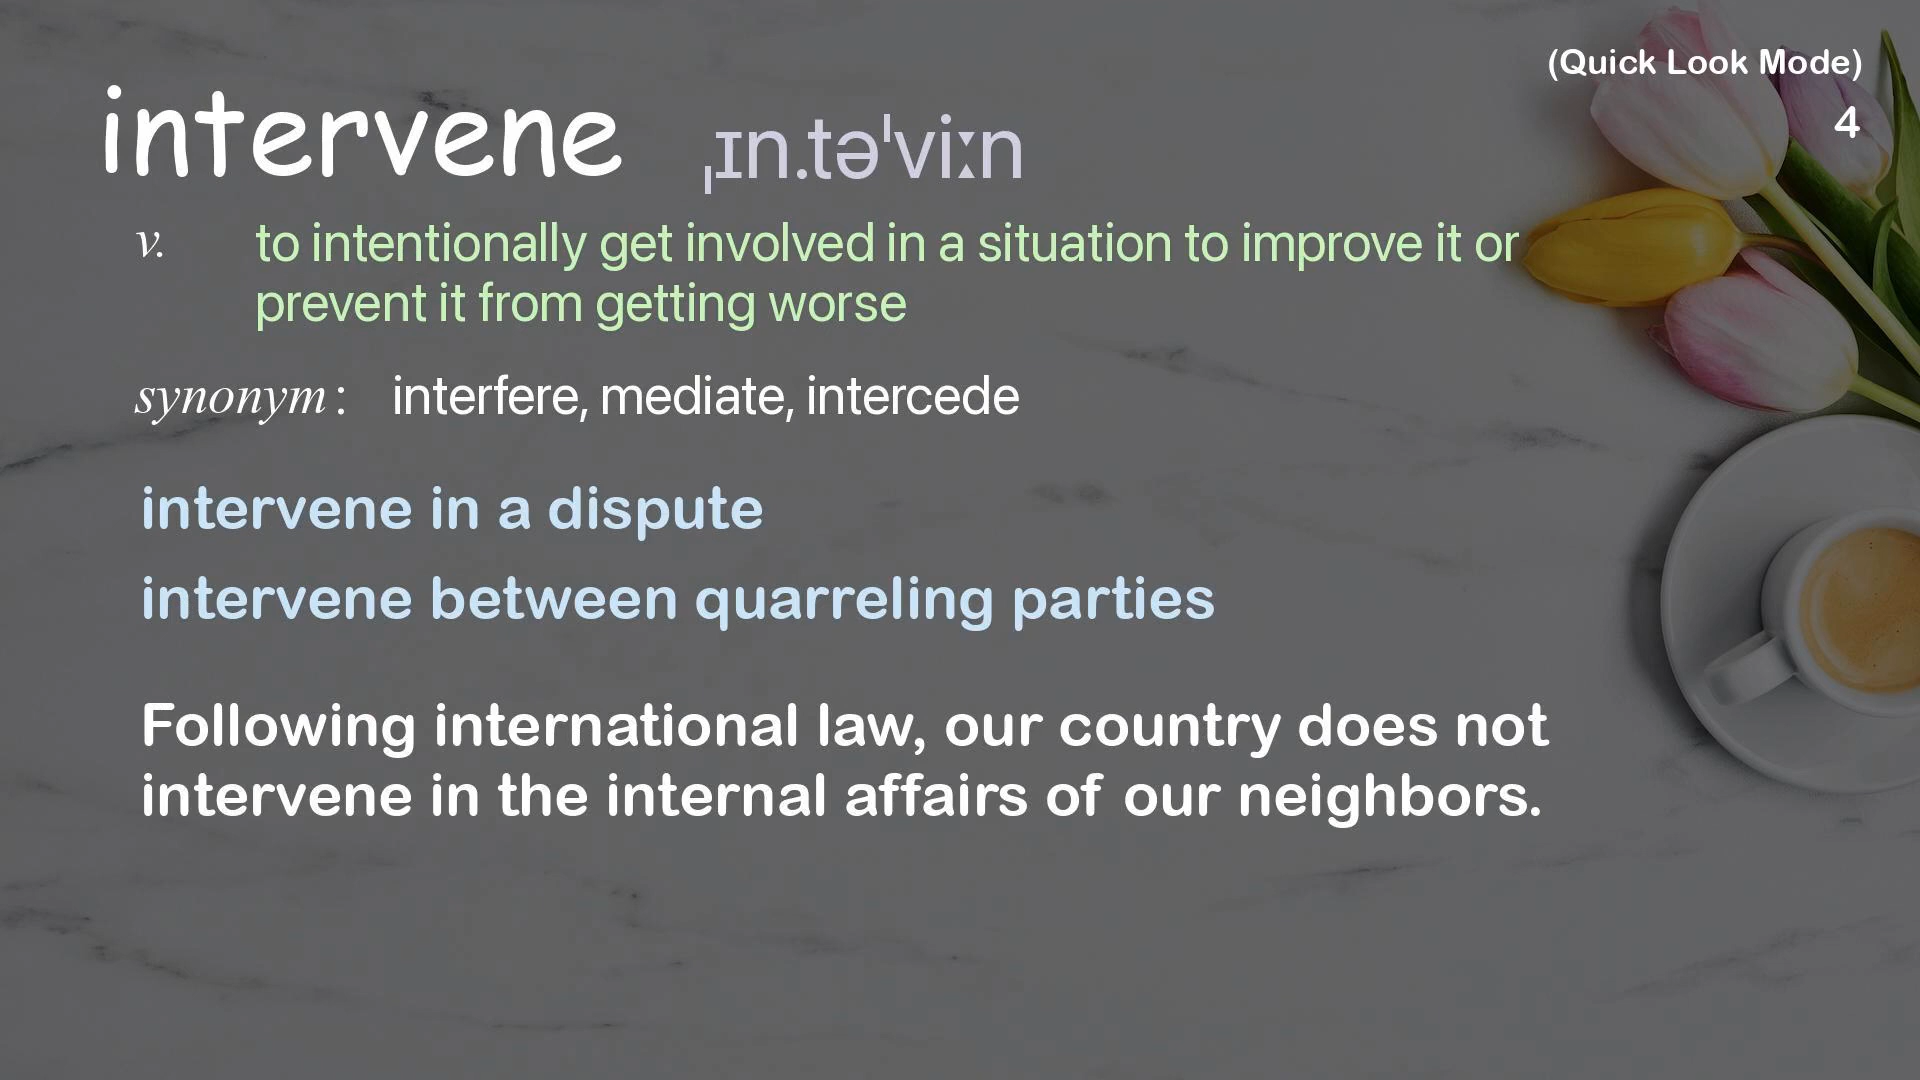 (Quick Look Mode)
4
intervene ˌɪn.təˈviːn
v. to intentionally get involved in a situation to improve it or
prevent it from getting worse
synonym : interfere, mediate, intercede
intervene in a dispute
intervene between quarreling parties
Following international law, our country does not
intervene in the internal affairs of our neighbors.